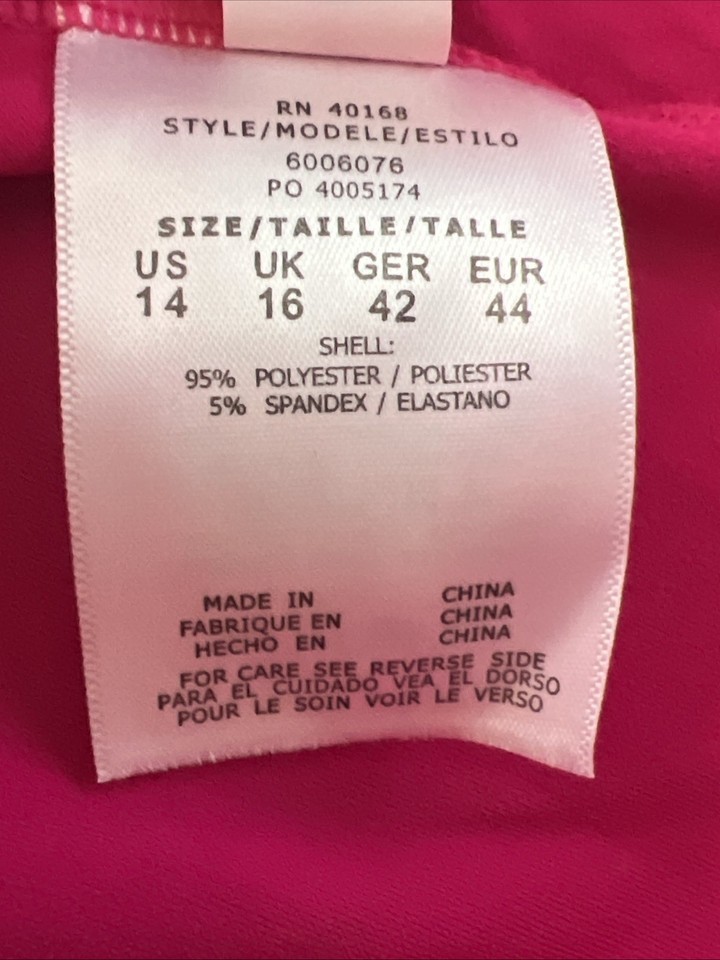 RN 40168
STYLE/MODELE/ESTILO
6006076
PO 4005174
SIZE/TAILLE/TALLE
US UK GER EUR
14 16 42 44
SHELL:
95% POLYESTER / POLIESTER
5% SPANDEX / ELASTANO
MADE IN CHINA
FABRIQUE EN CHINA
HECHO EN CHINA
FOR CARE SEE REVERSE SIDE
PARA EL CUIDADO VEA EL DORSO
POUR LE SOIN VOIR LE VERSO